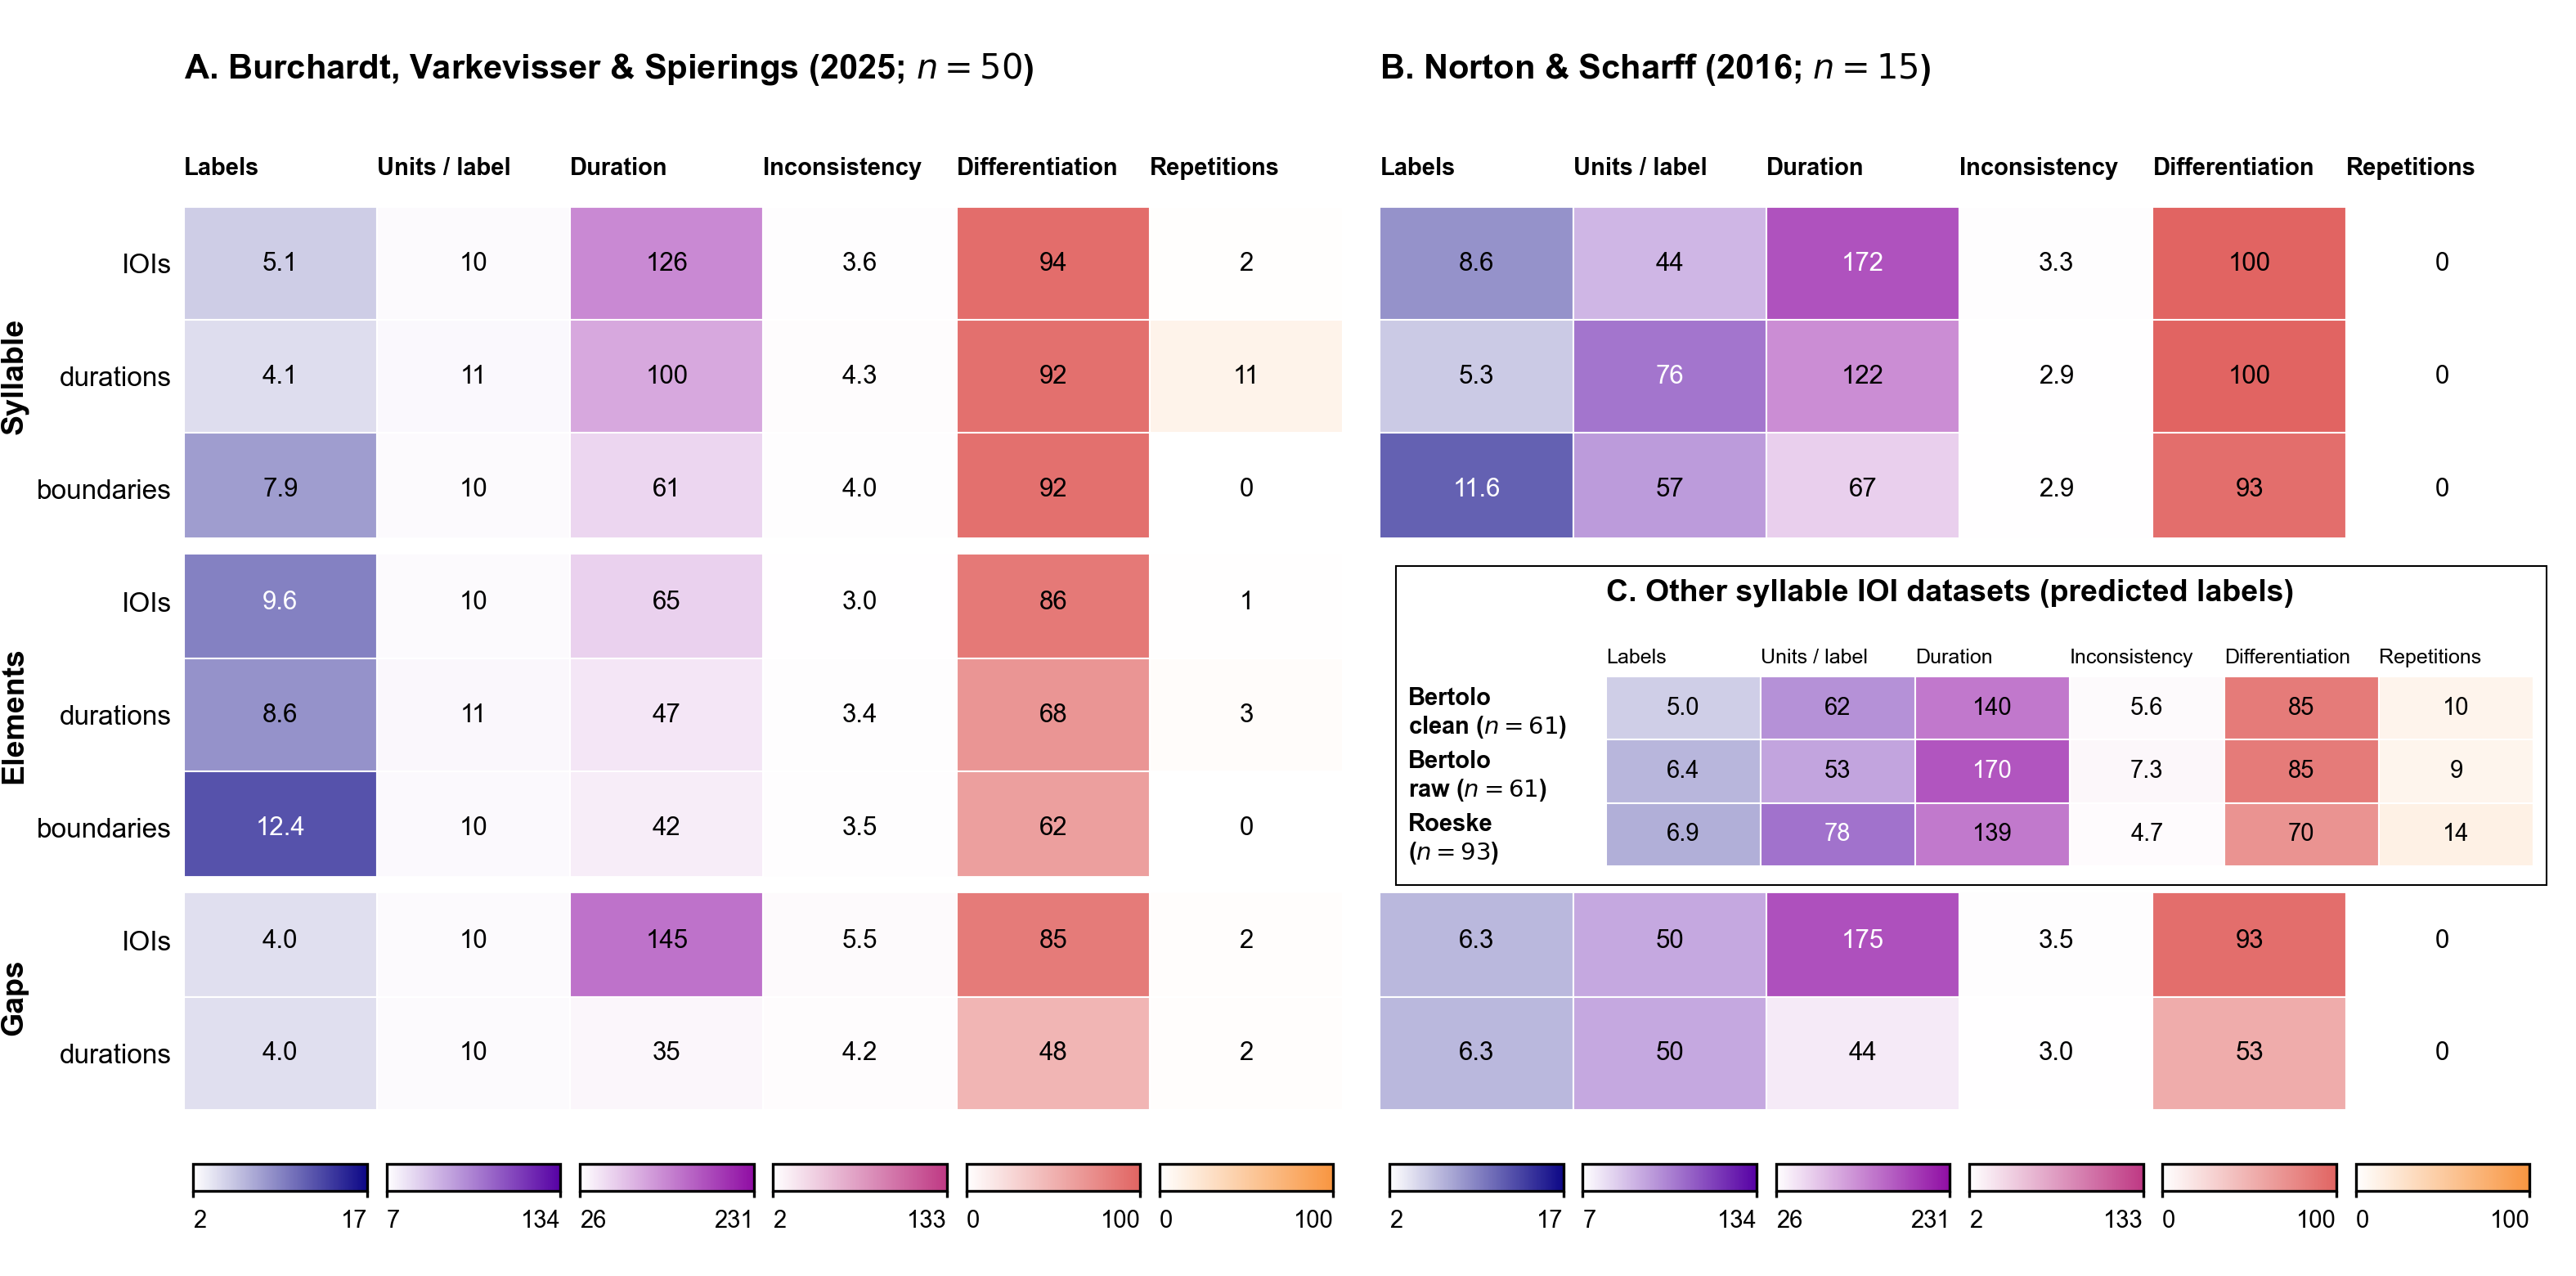 A. Burchardt, Varkevisser & Spierings (2025; n = 50)
Labels Units / label Duration Inconsistency Differentiation Repetitions
Syllable
IOIs 5.1 10 126 3.6 94 2
durations 4.1 11 100 4.3 92 11
boundaries 7.9 10 61 4.0 92 0
Elements
IOIs 9.6 10 65 3.0 86 1
durations 8.6 11 47 3.4 68 3
boundaries 12.4 10 42 3.5 62 0
Gaps
IOIs 4.0 10 145 5.5 85 2
durations 4.0 10 35 4.2 48 2
2 17 7 134 26 231 2 133 0 100 0 100
B. Norton & Scharff (2016; n = 15)
Labels Units / label Duration Inconsistency Differentiation Repetitions
8.6 44 172 3.3 100 0
5.3 76 122 2.9 100 0
11.6 57 67 2.9 93 0
C. Other syllable IOI datasets (predicted labels)
Labels Units / label Duration Inconsistency Differentiation Repetitions
Bertolo
clean (n = 61) 5.0 62 140 5.6 85 10
Bertolo
raw (n = 61) 6.4 53 170 7.3 85 9
Roeske
(n = 93) 6.9 78 139 4.7 70 14
6.3 50 175 3.5 93 0
6.3 50 44 3.0 53 0
2 17 7 134 26 231 2 133 0 100 0 100